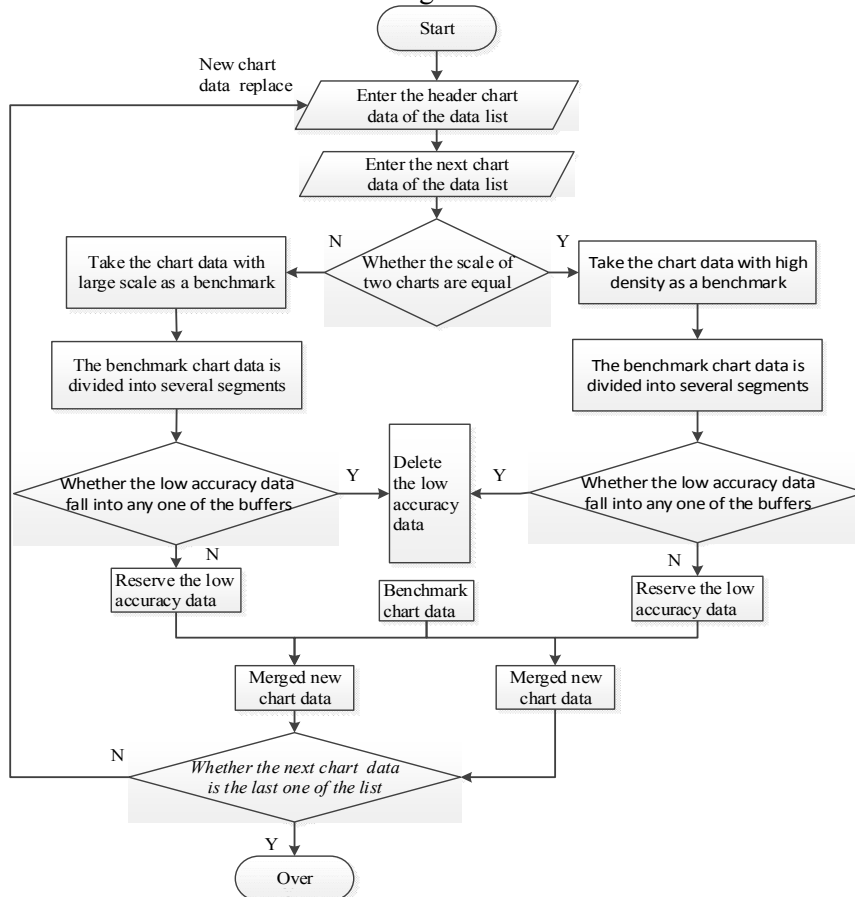 Start
New chart
data replace
Enter the header chart
data of the data list
Enter the next chart
data of the data list
N
Y
Whether the scale of
two charts are equal
Take the chart data with
large scale as a benchmark
Take the chart data with high
density as a benchmark
The benchmark chart data is
divided into several segments
The benchmark chart data is
divided into several segments
Whether the low accuracy data
fall into any one of the buffers
Y
Delete
the low
accuracy
data
Y
Whether the low accuracy data
fall into any one of the buffers
N
N
Reserve the low
accuracy data
Benchmark
chart data
Reserve the low
accuracy data
Merged new
chart data
Merged new
chart data
N
Whether the next chart data
is the last one of the list
Y
Over